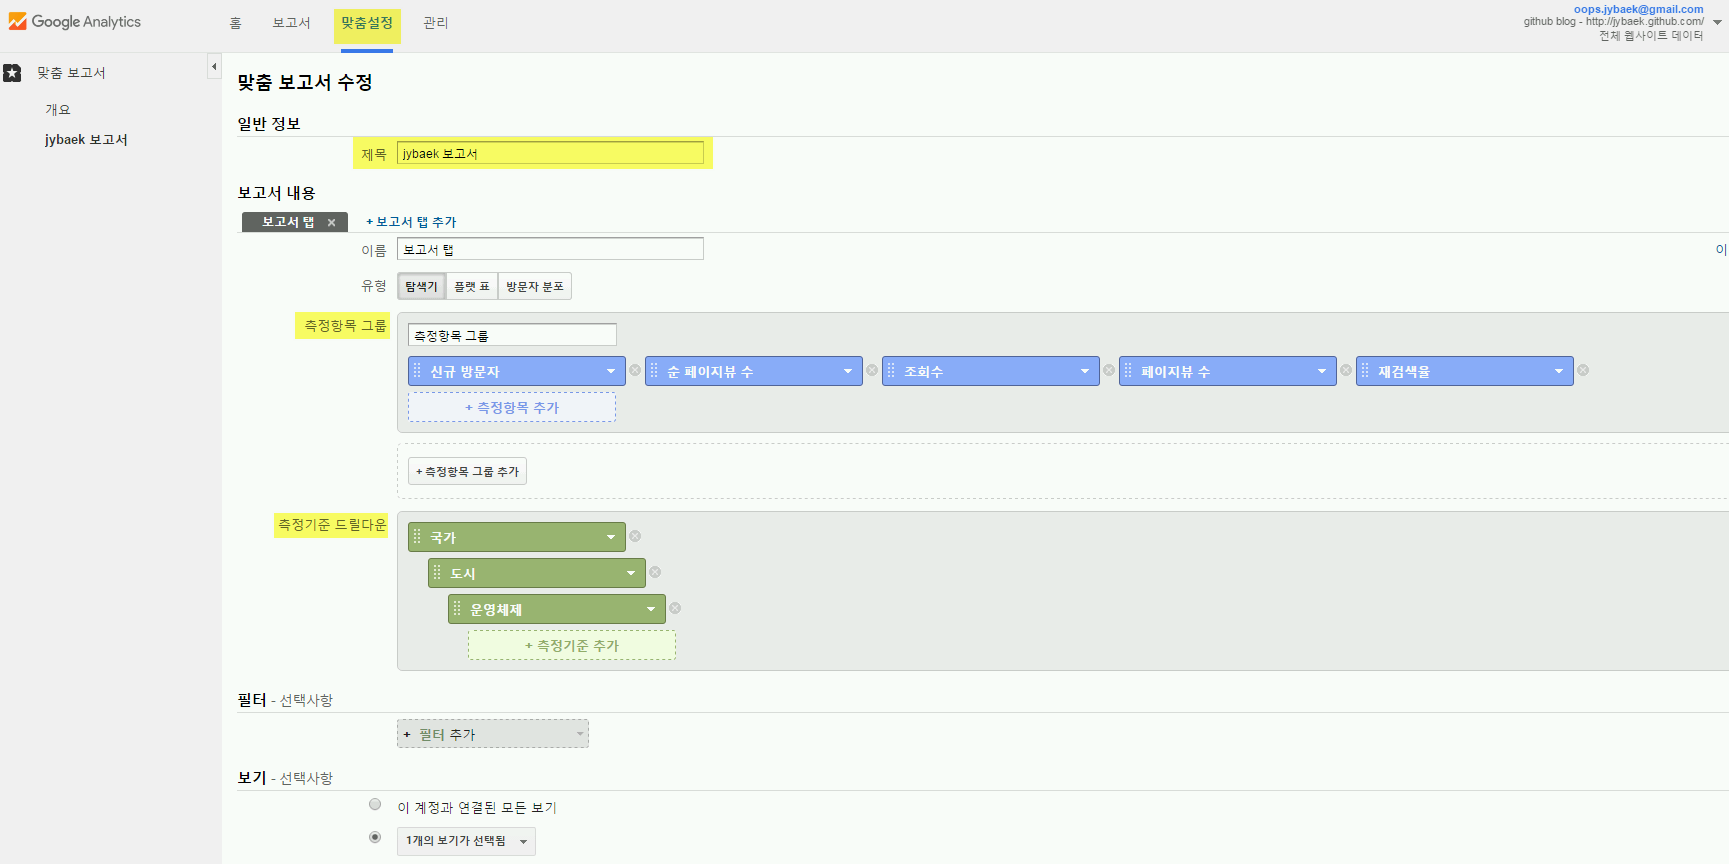 Google Analytics
홈 보고서 맞춤설정 관리
oops.jybaek@gmail.com
github blog - http://jybaek.github.com/
전체 웹사이트 데이터
맞춤 보고서
개요
jybaek 보고서
맞춤 보고서 수정
일반 정보
제목 jybaek 보고서
보고서 내용
보고서 탭 + 보고서 탭 추가
이름 보고서 탭 이
유형 탐색기 플랫 표 방문자 분포
측정항목 그룹 측정항목 그룹
신규 방문자 순 페이지뷰 수 조회수 페이지뷰 수 재검색율
+ 측정항목 추가
+ 측정항목 그룹 추가
측정기준 드릴다운
국가
도시
운영체제
+ 측정기준 추가
필터 - 선택사항
+ 필터 추가
보기 - 선택사항
이 계정과 연결된 모든 보기
1개의 보기가 선택됨